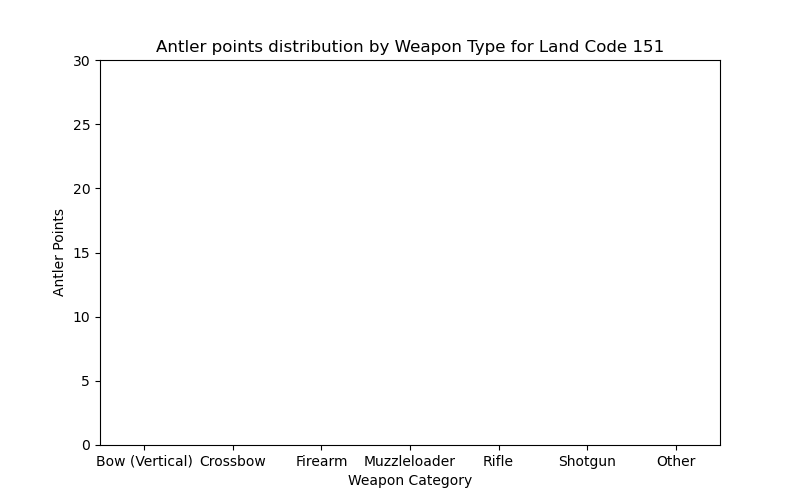 Antler points distribution by Weapon Type for Land Code 151
30
25
20
15
10
5
0
Antler Points
Bow (Vertical) Crossbow Firearm Muzzleloader Rifle Shotgun Other
Weapon Category